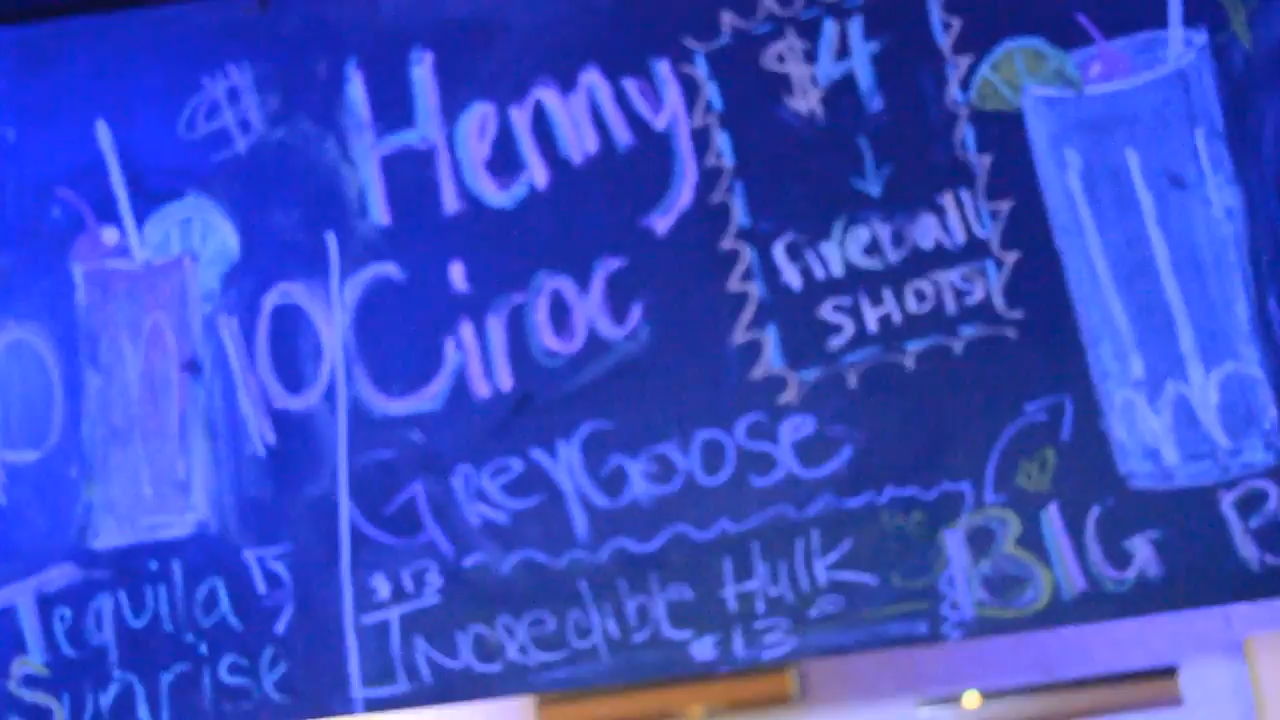 $
10
Henny
Ciroc
GreyGoose
$4
fireball
SHOTS
Tequila
Sunrise
$13
Incredible Hulk
$13
BIG